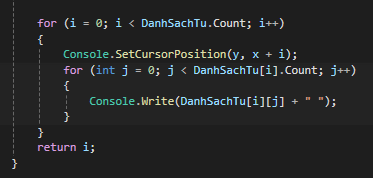 for (i = 0; i < DanhSachTu.Count; i++)
{
Console.SetCursorPosition(y, x + i);
for (int j = 0; j < DanhSachTu[i].Count; j++)
{
Console.Write(DanhSachTu[i][j] + " ");
}
}
return i;
}